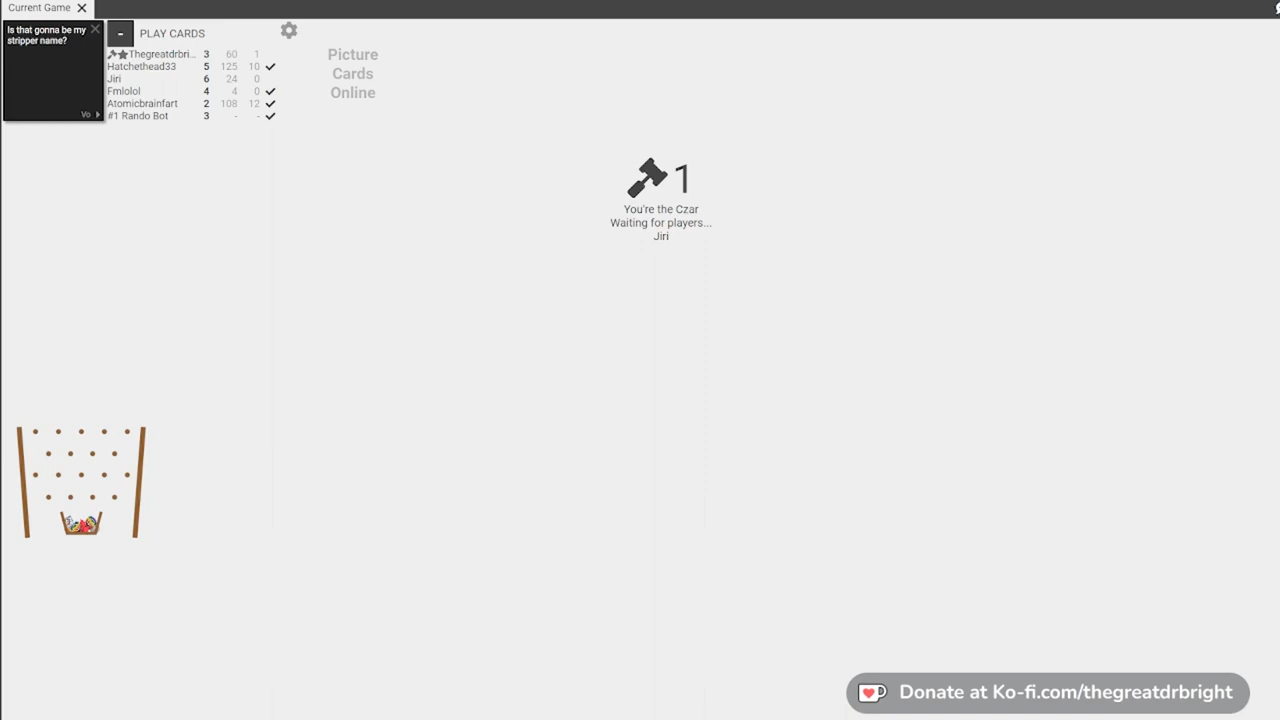 Current Game
Is that gonna be my
stripper name?
Vo
-
PLAY CARDS
Thegreatdrbri... 3 60 1
Hatchethead33 5 125 10
Jiri 6 24 0
Fmlolol 4 4 0
Atomicbrainfart 2 108 12
#1 Rando Bot 3 - -
Picture
Cards
Online
1
You're the Czar
Waiting for players...
Jiri
Donate at Ko-fi.com/thegreatdrbright